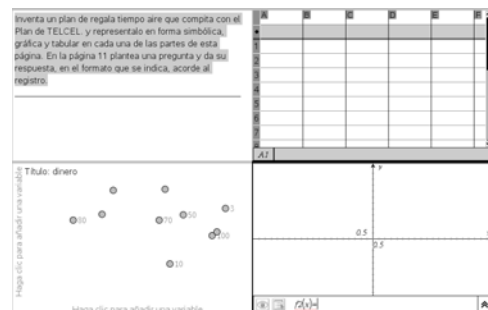 Inventa un plan de regala tiempo aire que compita con el
Plan de TELCEL. y representalo en forma simbólica,
gráfica y tabular en cada una de las partes de esta
página. En la página 11 plantea una pregunta y da su
respuesta, en el formato que se indica, acorde al
registro.
A B C D E F
1
2
3
4
5
6
7
A1
Título: dinero
80
70
50
3
100
10
Haga clic para añadir una variable
Haga clic para añadir una variable
y
0.5
0.5
f2(x)=